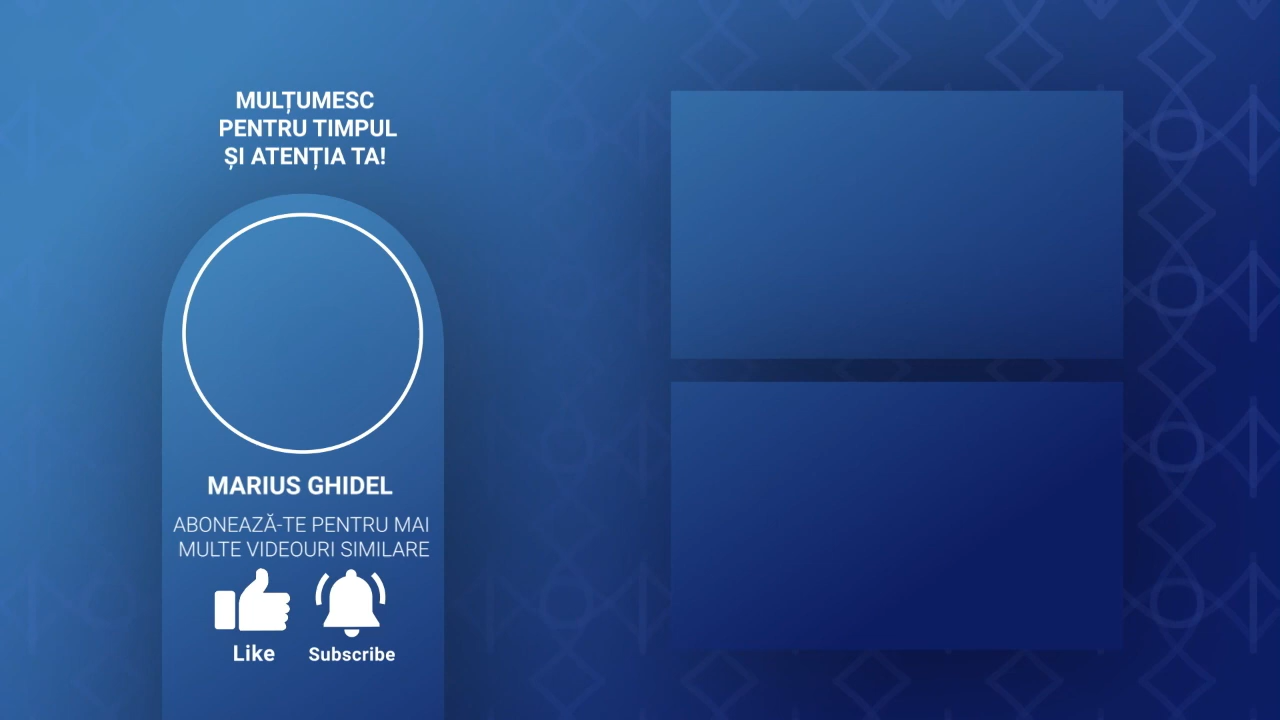 MULȚUMESC
PENTRU TIMPUL
ȘI ATENȚIA TA!
MARIUS GHIDEL
ABONEAZĂ-TE PENTRU MAI
MULTE VIDEOURI SIMILARE
Like
Subscribe